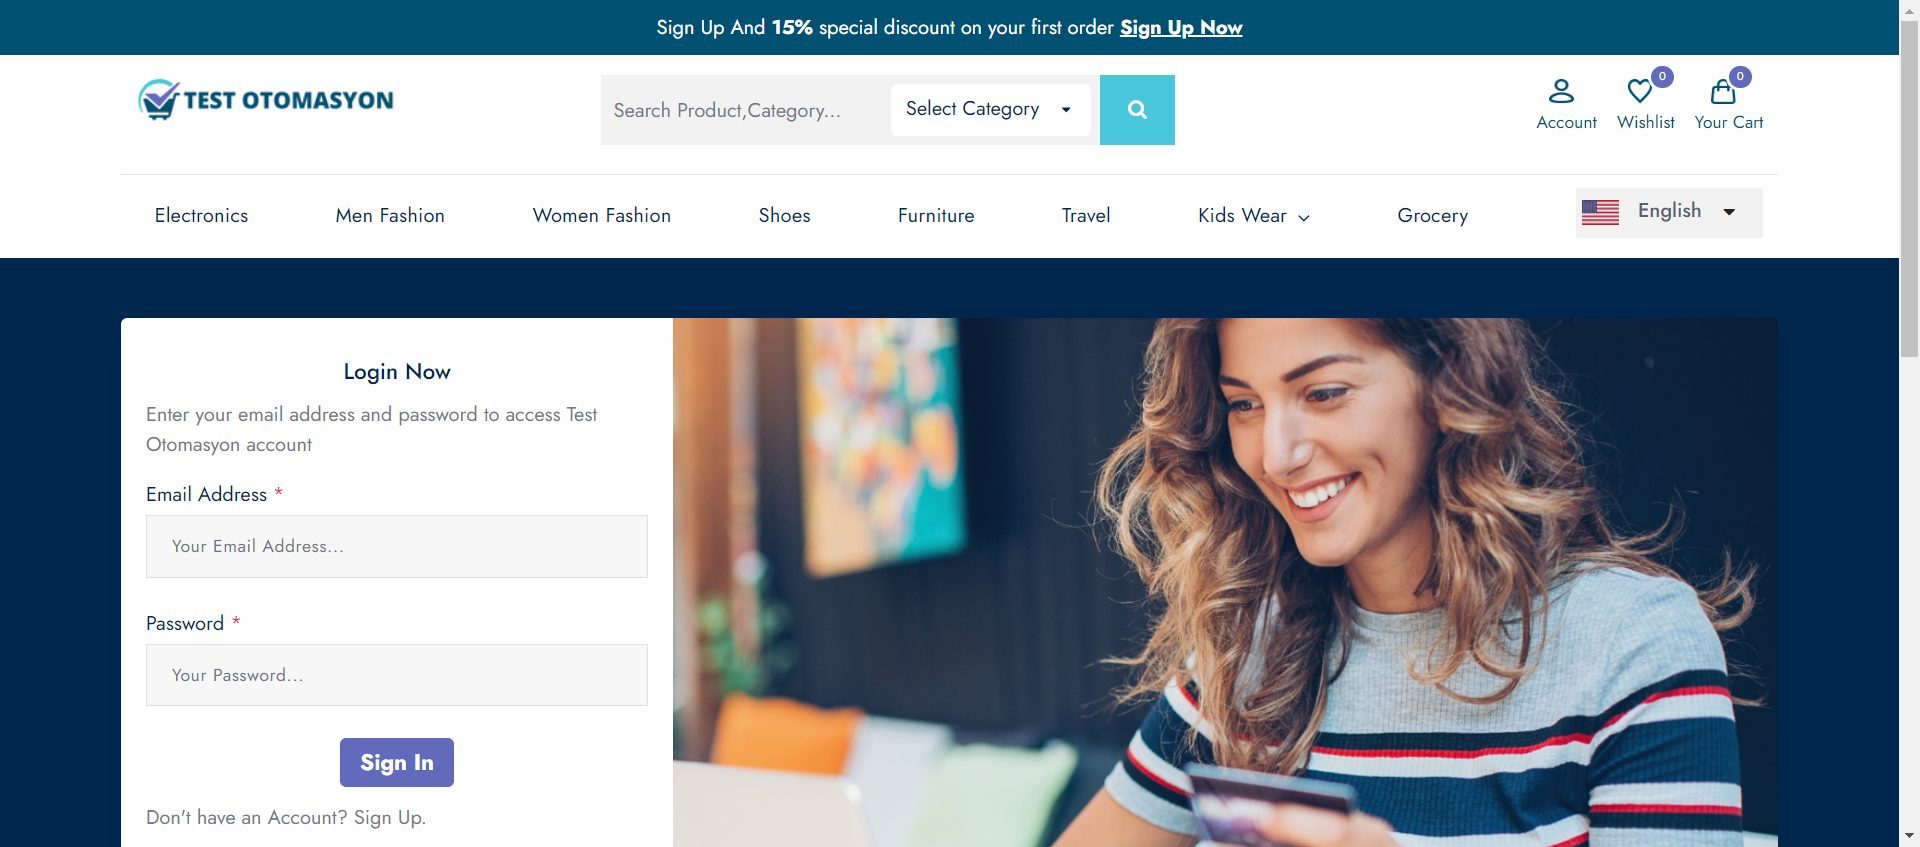 Sign Up And 15% special discount on your first order Sign Up Now
TEST OTOMASYON
Search Product,Category...
Select Category
0
0
Account
Wishlist
Your Cart
Electronics
Men Fashion
Women Fashion
Shoes
Furniture
Travel
Kids Wear
Grocery
English
Login Now
Enter your email address and password to access Test
Otomasyon account
Email Address *
Your Email Address...
Password *
Your Password...
Sign In
Don't have an Account? Sign Up.